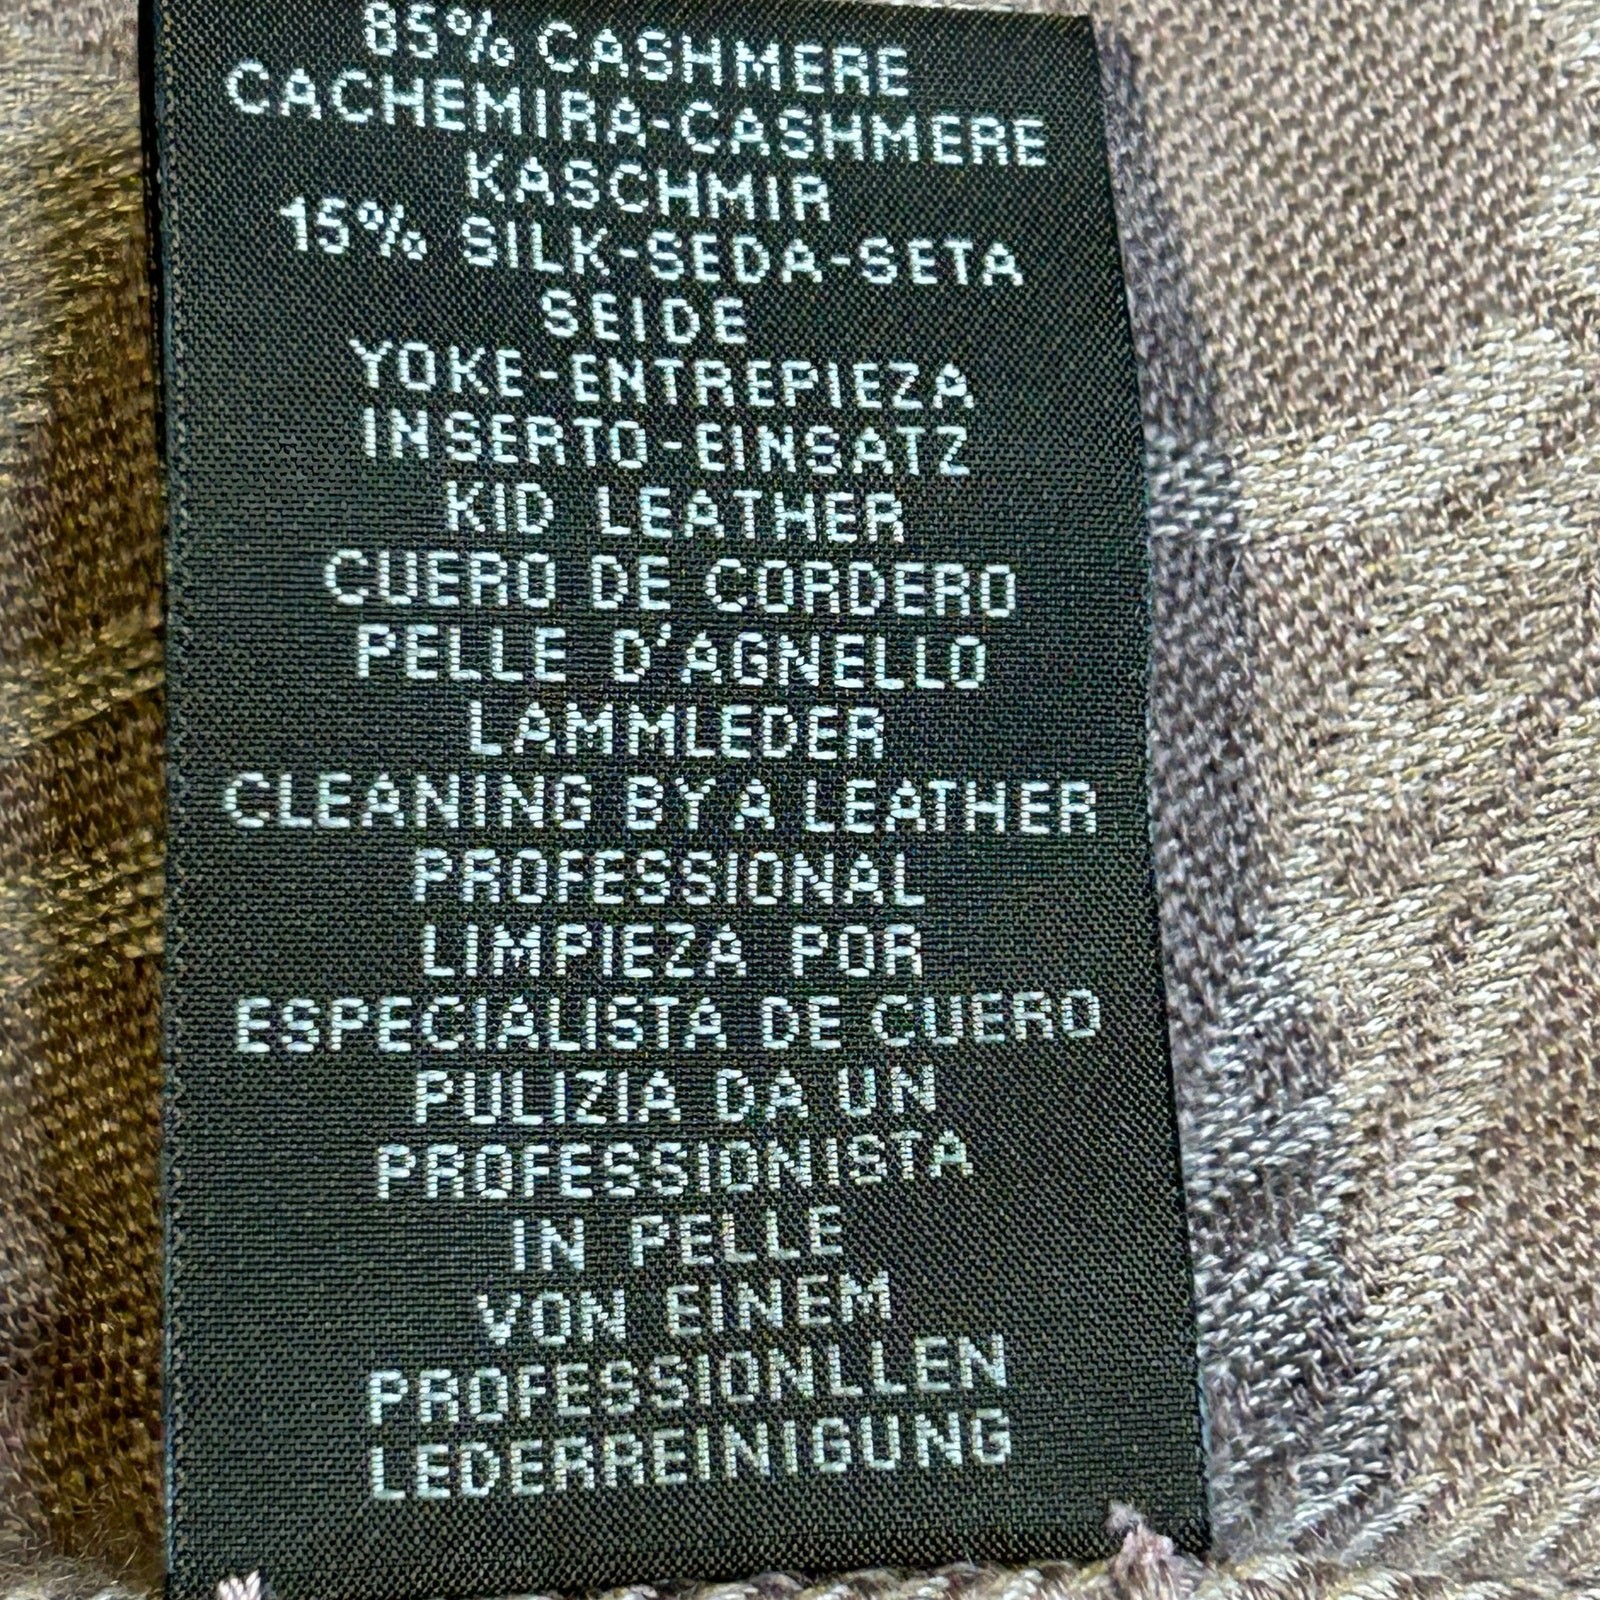 85% CASHMERE
CACHEMIRA-CASHMERE
KASCHMIR
15% SILK-SEDA-SETA
SEIDE
YOKE-ENTREPIEZA
INSERTO-EINSATZ
KID LEATHER
CUERO DE CORDERO
PELLE D'AGNELLO
LAMMLEDER
CLEANING BY A LEATHER
PROFESSIONAL
LIMPIEZA POR
ESPECIALISTA DE CUERO
PULIZIA DA UN
PROFESSIONISTA
IN PELLE
VON EINEM
PROFESSIONLLEN
LEDERREINIGUNG